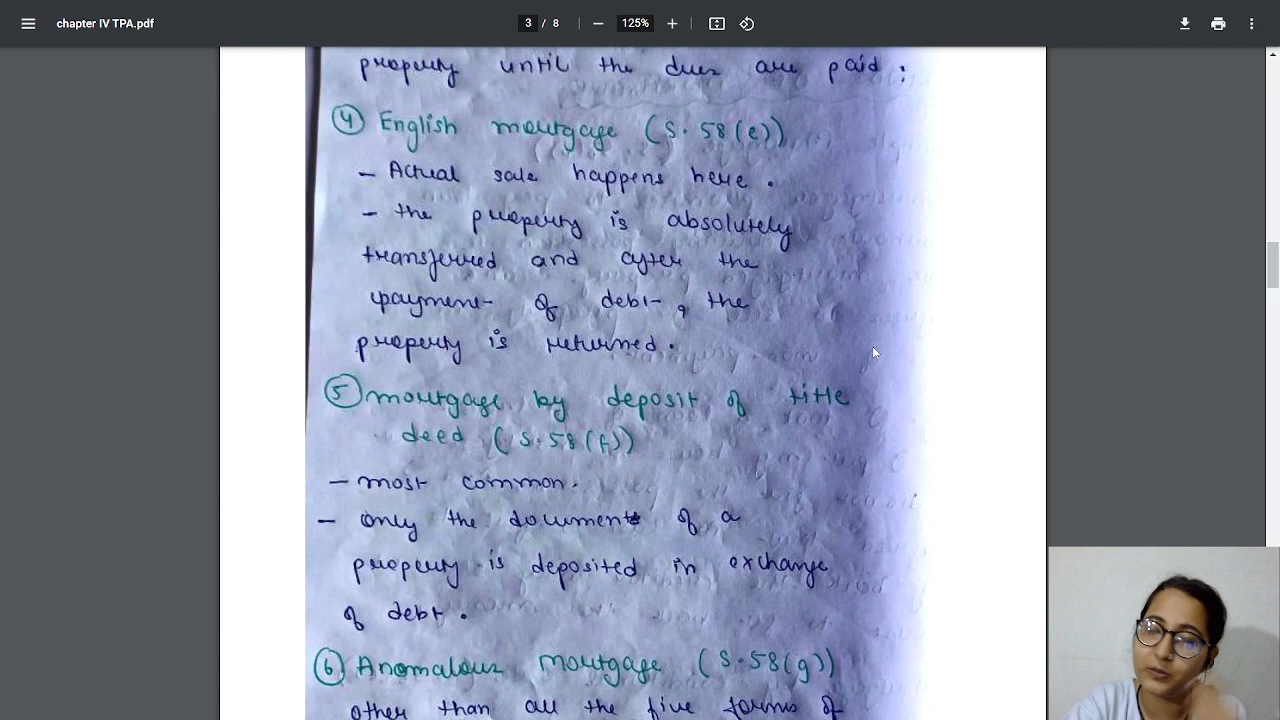 chapter IV TPA.pdf
3 / 8
125%
property until the dues are paid :
④ English mortgage (S. 58(e))
- Actual sale happens here.
- the property is absolutely
transferred and after the
payment of debt, the
property is returned.
⑤ mortgage by deposit of title
deed (S.58(f))
- most common.
- only the document of a
property is deposited in exchange
of debt.
⑥ Anomalous mortgage (S.58(g))
other than all the five forms of